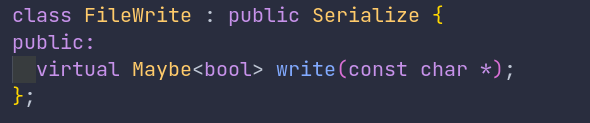 class FileWrite : public Serialize {
public:
  virtual Maybe<bool> write(const char *);
};